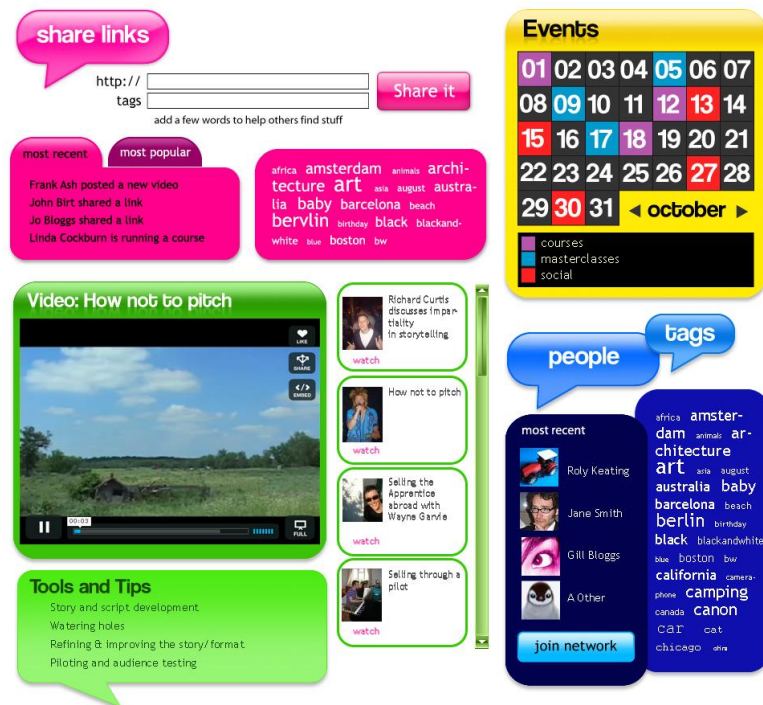 share links
http://
tags
Share it
add a few words to help others find stuff
most recent
most popular
Frank Ash posted a new video
John Birt shared a link
Jo Bloggs shared a link
Linda Cockburn is running a course
africa amsterdam animals archi-
tecture art asia august austra-
lia baby barcelona beach
bervlin birthday black blackand-
white blue boston bw
Events
01 02 03 04 05 06 07
08 09 10 11 12 13 14
15 16 17 18 19 20 21
22 23 24 25 26 27 28
29 30 31 october
courses
masterclasses
social
Video: How not to pitch
LIKE
SHARE
EMBED
00:03
FULL
Richard Curtis
discusses impar-
tiality
in storytelling
watch
How not to pitch
watch
Selling the
Apprentice
abroad with
Wayne Garvie
watch
Selling through a
pilot
watch
Tools and Tips
Story and script development
Watering holes
Refining & improving the story/format
Piloting and audience testing
people
tags
most recent
Roly Keating
Jane Smith
Gill Bloggs
A Other
join network
africa amster-
dam animals ar-
chitecture
art asia august
australia baby
barcelona beach
berlin birthday
black blackandwhite
blue boston bw
california camera-
phone camping
canada canon
car cat
chicago